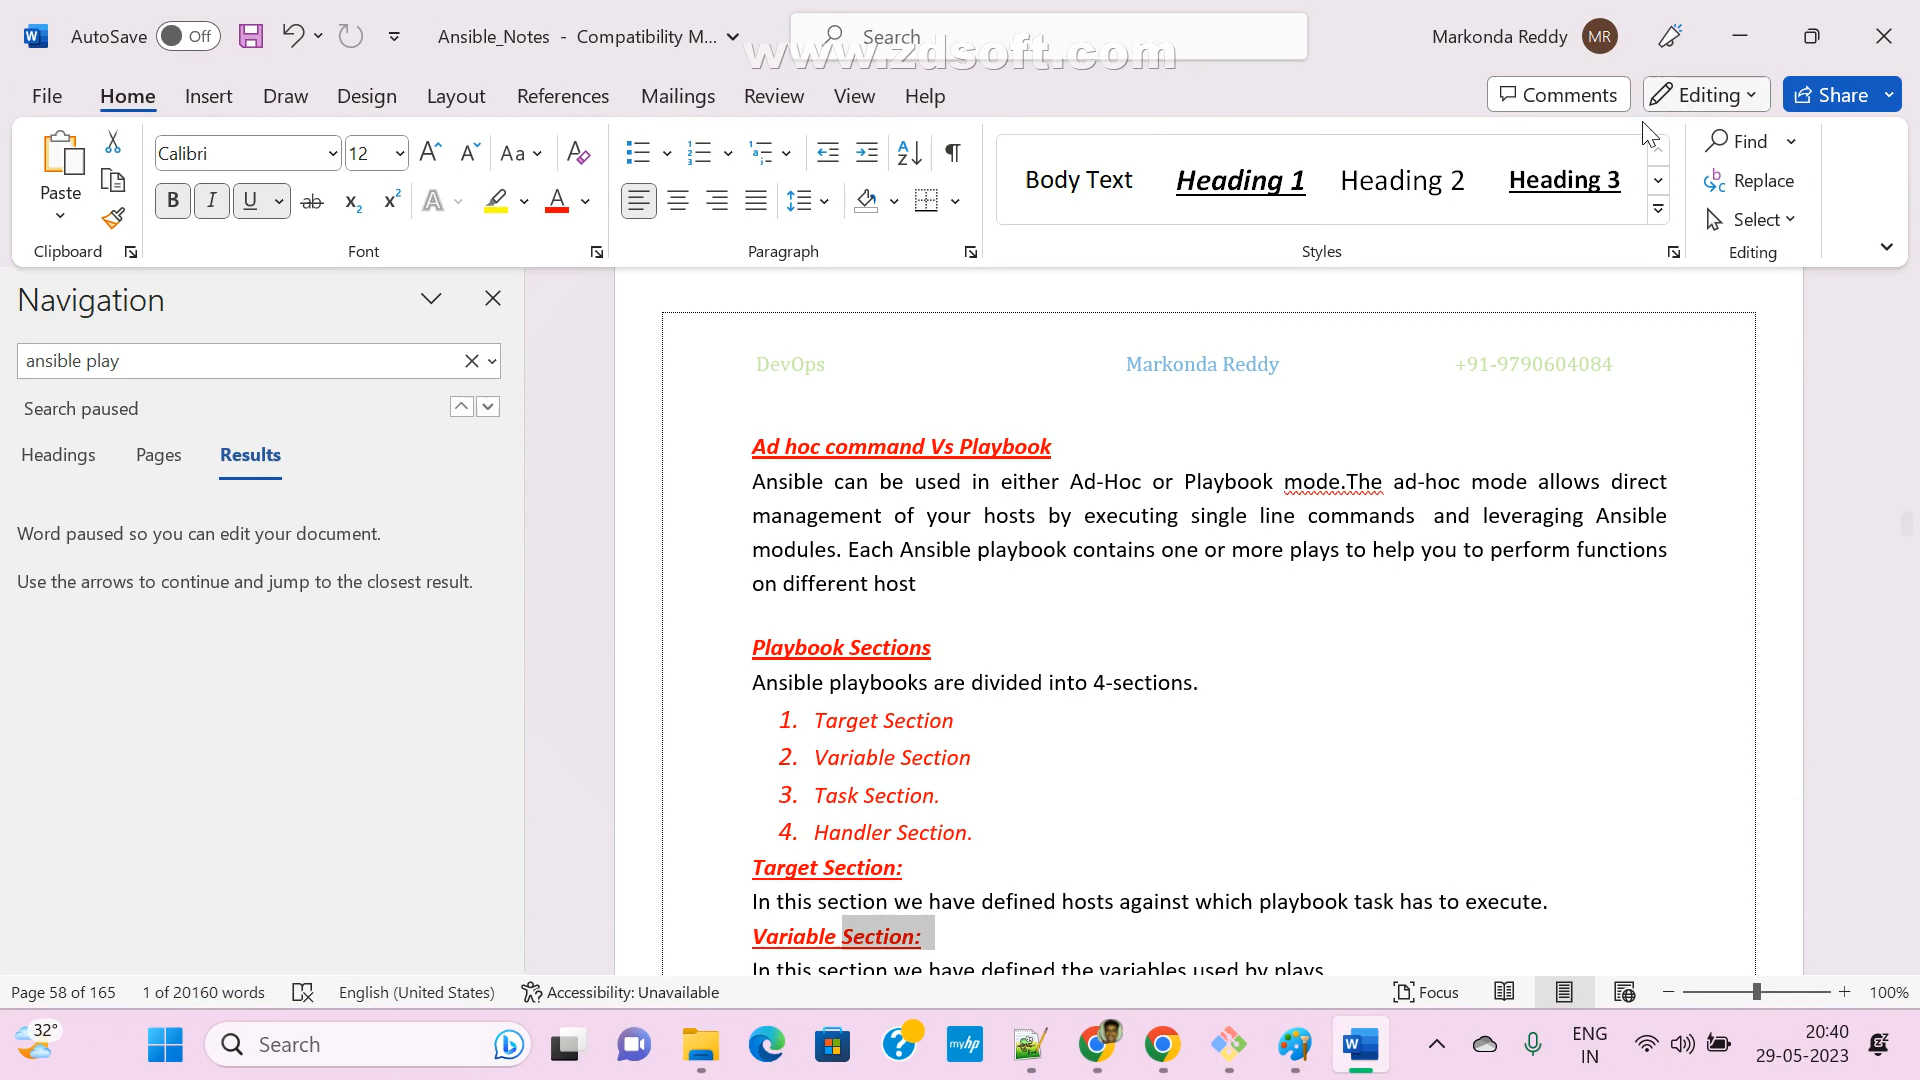 AutoSave Off Ansible_Notes - Compatibility M... Search Markonda Reddy MR
www.zdsoft.com
File Home Insert Draw Design Layout References Mailings Review View Help Comments Editing Share
Paste
Clipboard
Calibri 12 Aa
B I U ab x₂ x² A A
Font
Paragraph
Body Text Heading 1 Heading 2 Heading 3
Styles
Find
Replace
Select
Editing
Navigation
ansible play
Search paused
Headings Pages Results
Word paused so you can edit your document.
Use the arrows to continue and jump to the closest result.
DevOps Markonda Reddy +91-9790604084
Ad hoc command Vs Playbook
Ansible can be used in either Ad-Hoc or Playbook mode.The ad-hoc mode allows direct
management of your hosts by executing single line commands and leveraging Ansible
modules. Each Ansible playbook contains one or more plays to help you to perform functions
on different host
Playbook Sections
Ansible playbooks are divided into 4-sections.
1. Target Section
2. Variable Section
3. Task Section.
4. Handler Section.
Target Section:
In this section we have defined hosts against which playbook task has to execute.
Variable Section:
In this section we have defined the variables used by plays
Page 58 of 165 1 of 20160 words English (United States) Accessibility: Unavailable Focus 100%
32° Search myhp ENG
IN
20:40
29-05-2023